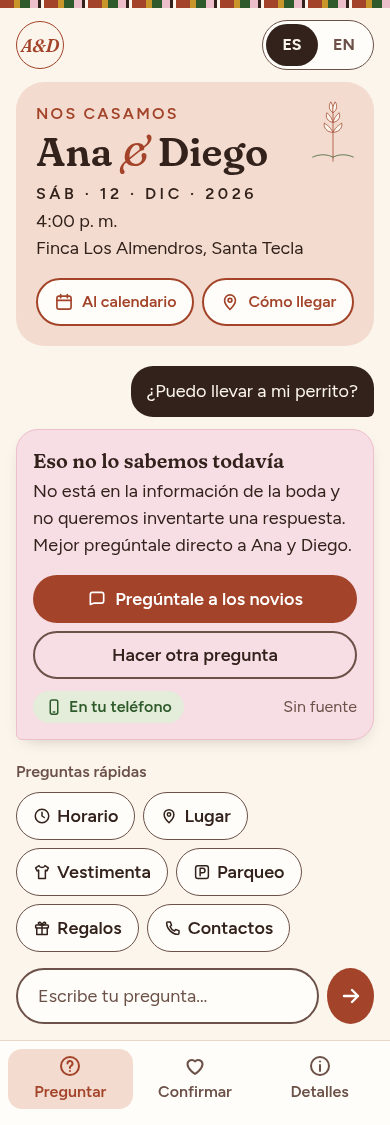 A&D
ES
EN
NOS CASAMOS
Ana & Diego
SÁB · 12 · DIC · 2026
4:00 p. m.
Finca Los Almendros, Santa Tecla
Al calendario
Cómo llegar
¿Puedo llevar a mi perrito?
Eso no lo sabemos todavía
No está en la información de la boda y
no queremos inventarte una respuesta.
Mejor pregúntale directo a Ana y Diego.
Pregúntale a los novios
Hacer otra pregunta
En tu teléfono
Sin fuente
Preguntas rápidas
Horario
Lugar
Vestimenta
Parqueo
Regalos
Contactos
Escribe tu pregunta...
Preguntar
Confirmar
Detalles